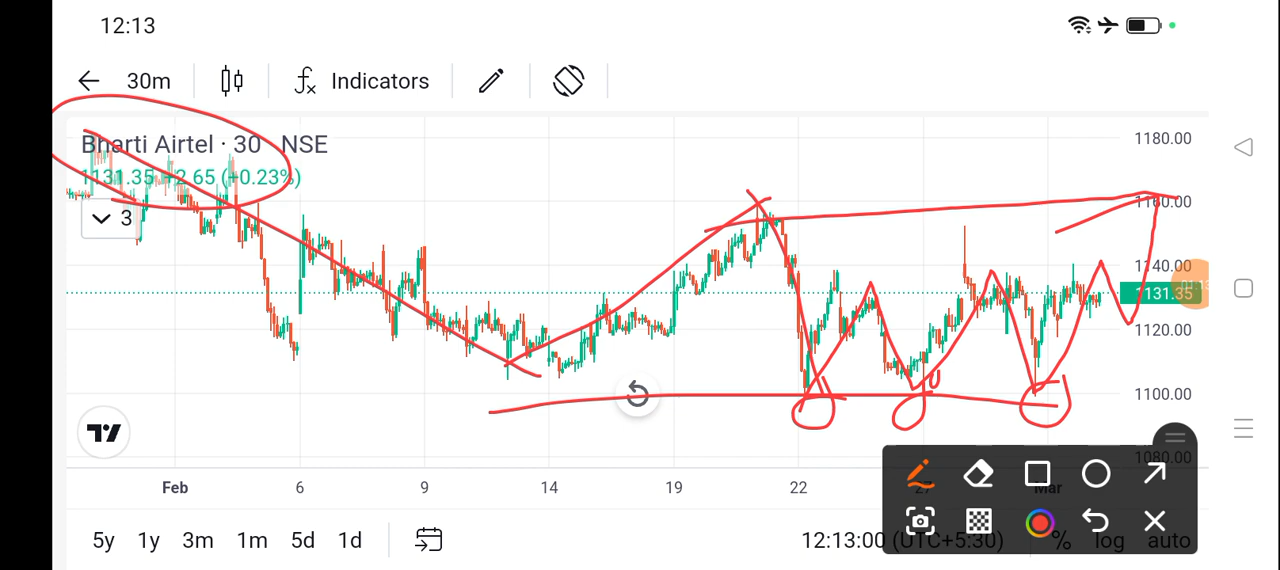 12:13
30m
Indicators
Bharti Airtel · 30 NSE
1131.35 +2.65 (+0.23%)
3
1180.00
1160.00
1140.00
1131.35
1120.00
1100.00
1080.00
Feb
6
9
14
19
22
27
Mar
5y
1y
3m
1m
5d
1d
12:13:00 (UTC+5:30)
%
log
auto